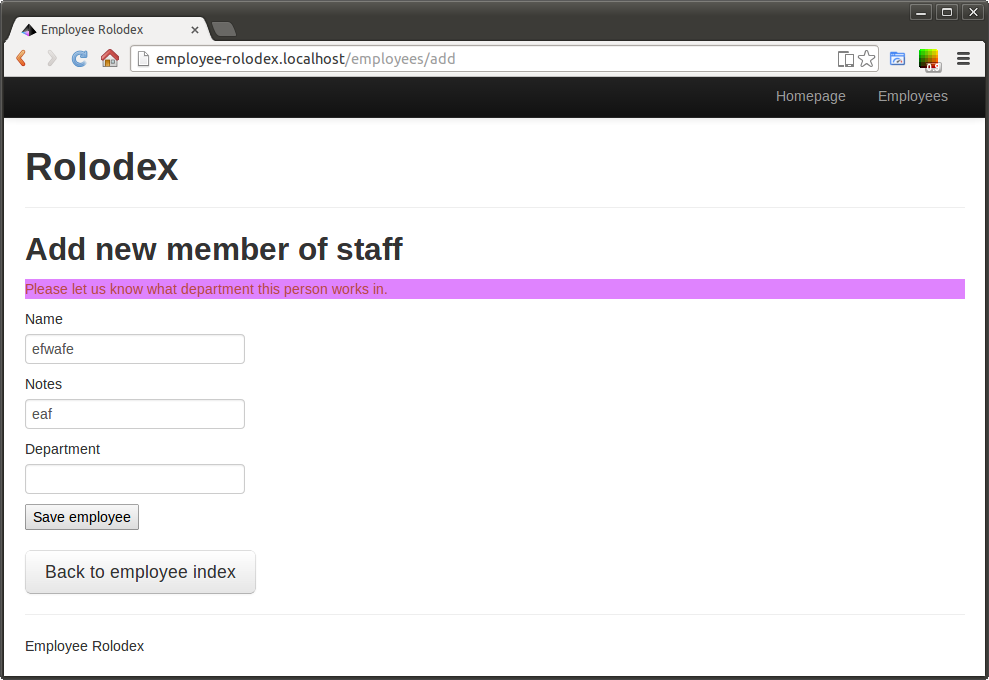 Employee Rolodex
employee-rolodex.localhost/employees/add
0.9
Homepage
Employees
Rolodex
Add new member of staff
Please let us know what department this person works in.
Name
efwafe
Notes
eaf
Department
Save employee
Back to employee index
Employee Rolodex